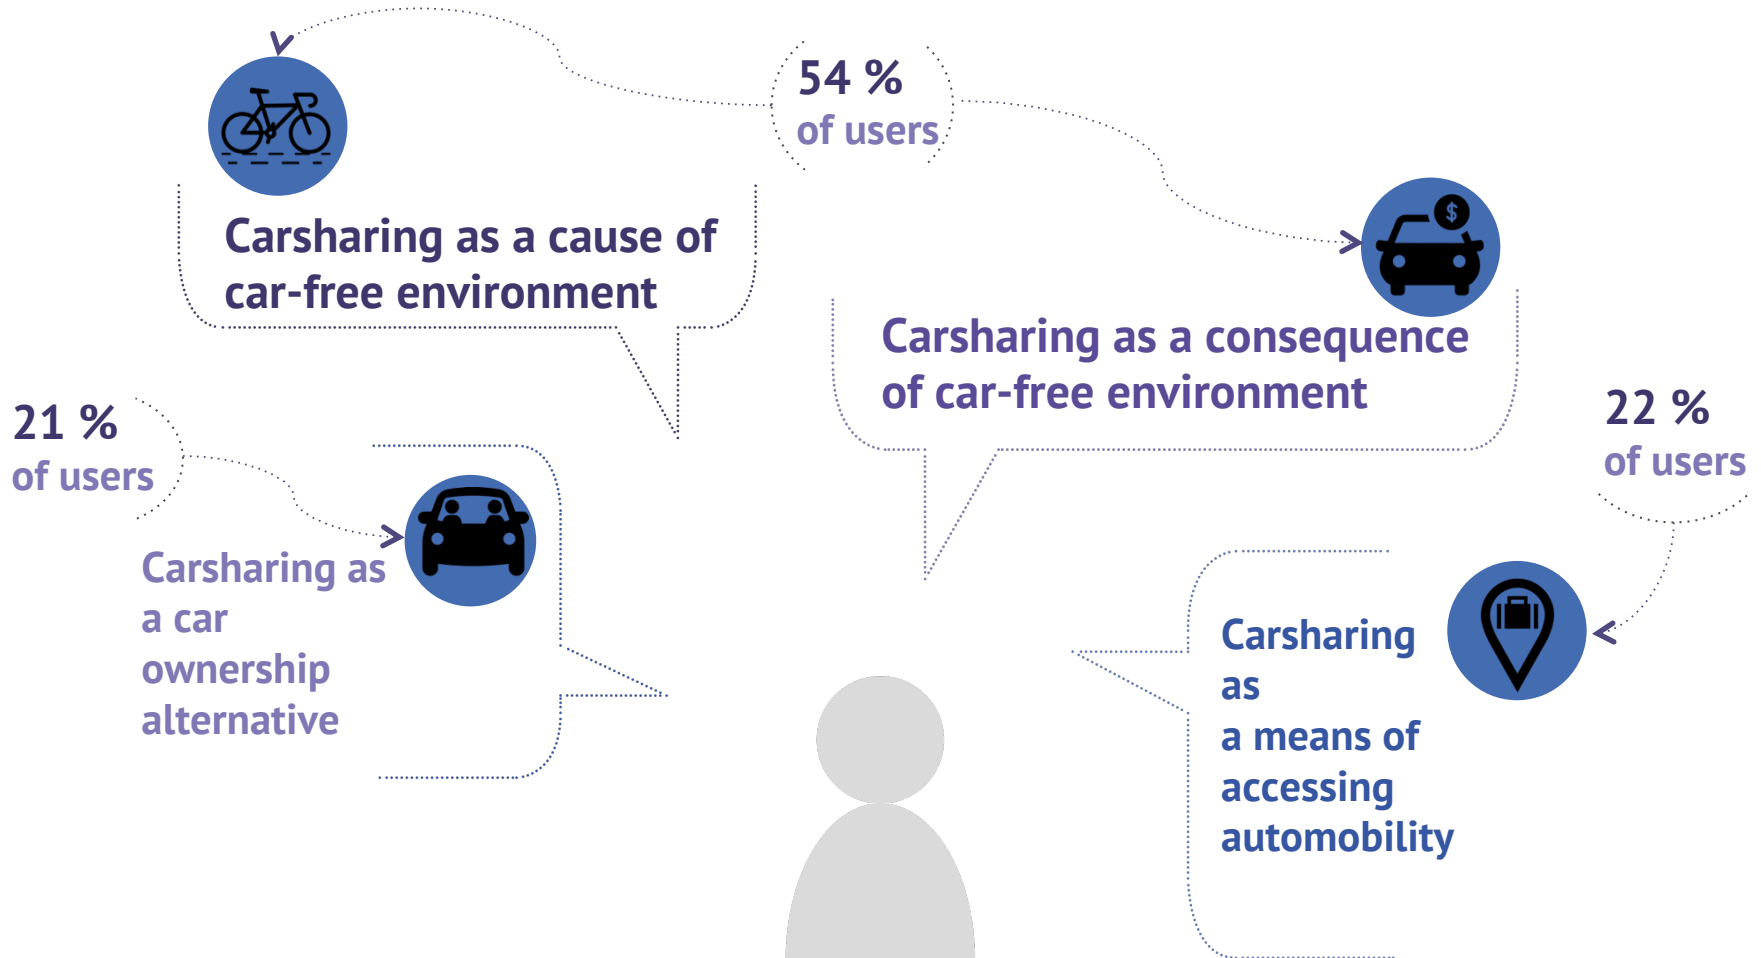 54 %
of users
Carsharing as a cause of
car-free environment
$
Carsharing as a consequence
of car-free environment
21 %
of users
22 %
of users
Carsharing as
a car
ownership
alternative
Carsharing
as
a means of
accessing
automobility